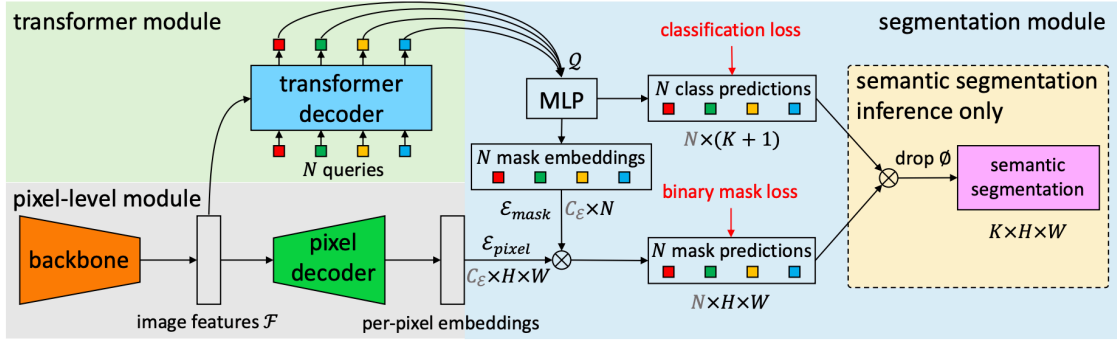 transformer module
segmentation module
classification loss
𝒬
transformer
decoder
MLP
N class predictions
semantic segmentation
inference only
N×(K + 1)
N queries
N mask embeddings
drop ∅
semantic
segmentation
pixel-level module
binary mask loss
ℰmask
Cℰ×N
K×H×W
backbone
pixel
decoder
ℰpixel
Cℰ×H×W
N mask predictions
N×H×W
image features ℱ
per-pixel embeddings